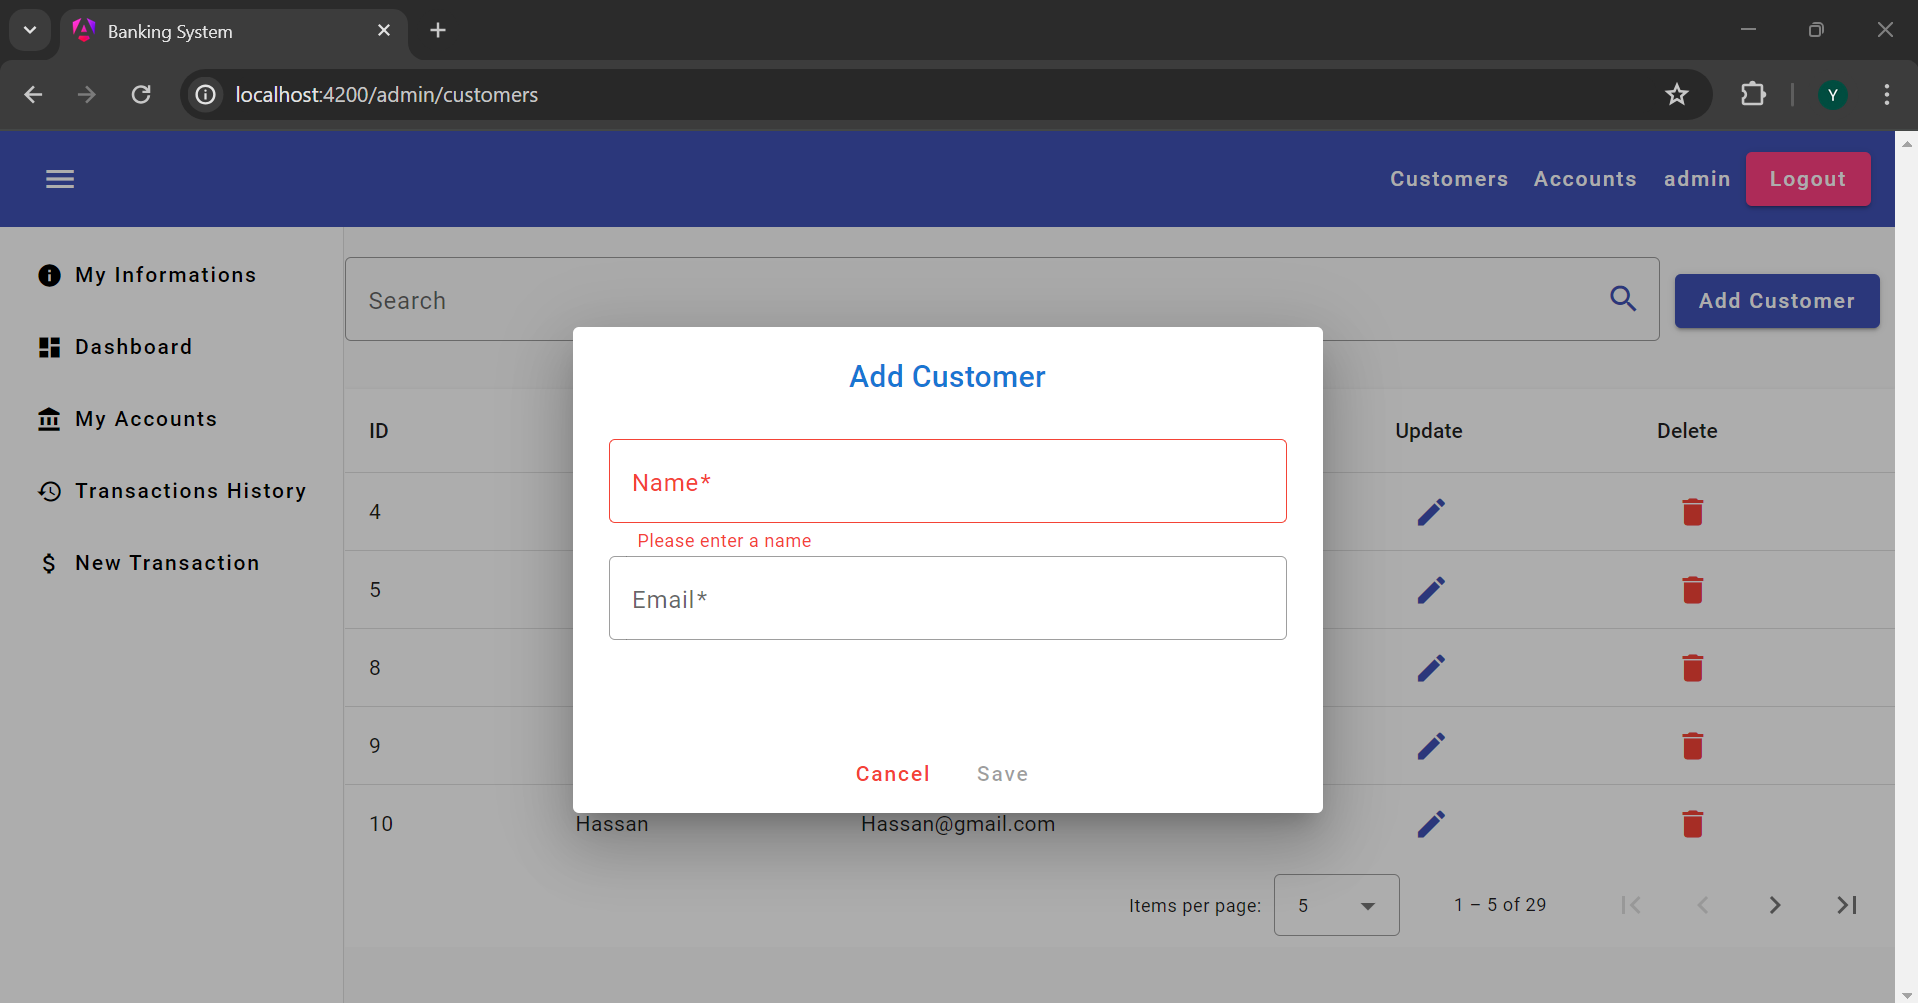 Banking System
localhost:4200/admin/customers
Y
Customers Accounts admin Logout
My Informations
Dashboard
My Accounts
Transactions History
New Transaction
Search
Add Customer
ID Update Delete
4
5
8
9
10 Hassan Hassan@gmail.com
Items per page: 5 1 – 5 of 29
Add Customer
Name*
Please enter a name
Email*
Cancel Save